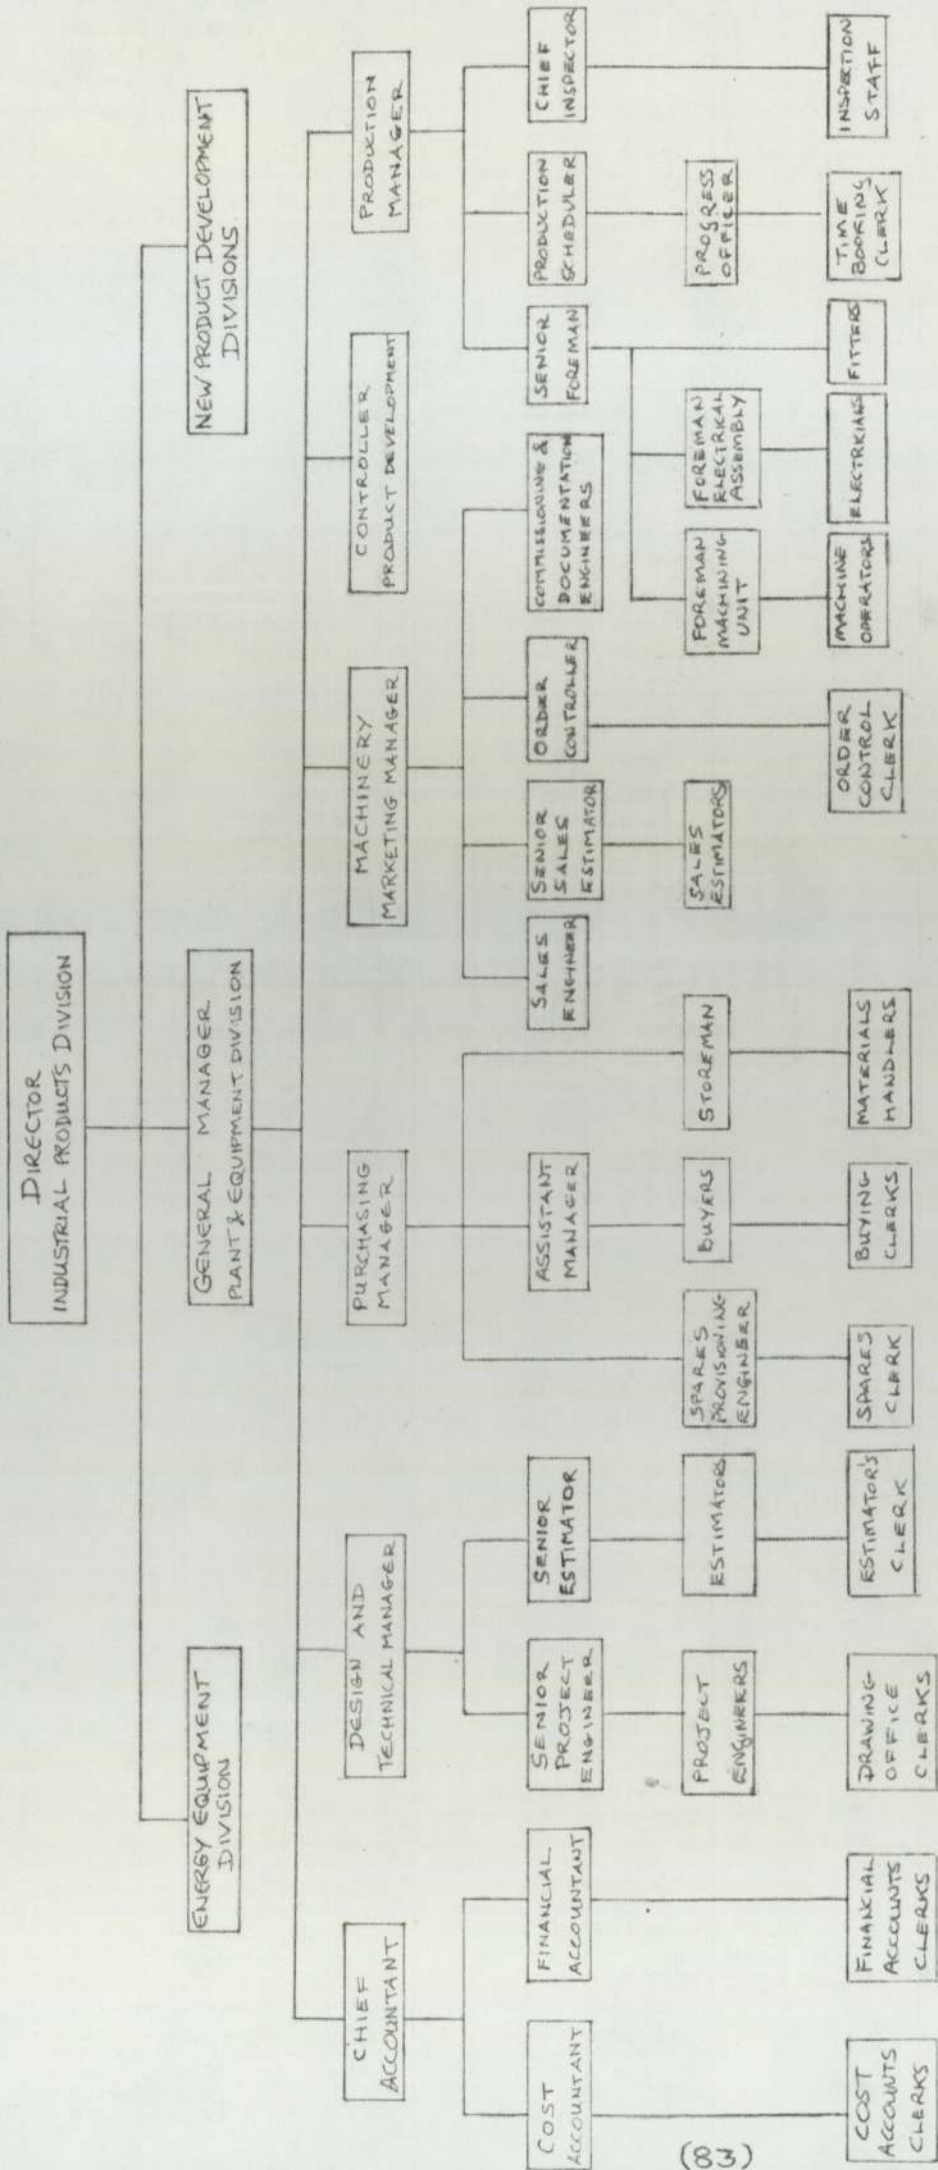 DIRECTOR
INDUSTRIAL PRODUCTS DIVISION
ENERGY EQUIPMENT
DIVISION
GENERAL MANAGER
PLANT & EQUIPMENT DIVISION
NEW PRODUCT DEVELOPMENT
DIVISIONS
CHIEF
ACCOUNTANT
DESIGN AND
TECHNICAL MANAGER
PURCHASING
MANAGER
MACHINERY
MARKETING MANAGER
CONTROLLER
PRODUCT DEVELOPMENT
PRODUCTION
MANAGER
COST
ACCOUNTANT
FINANCIAL
ACCOUNTANT
SENIOR
PROJECT
ENGINEER
SENIOR
ESTIMATOR
ASSISTANT
MANAGER
SALES
ENGINEER
SENIOR
SALES
ESTIMATOR
ORDER
CONTROLLER
COMMISSIONING &
DOCUMENTATION
ENGINEERS
SENIOR
FOREMAN
PRODUCTION
SCHEDULER
CHIEF
INSPECTOR
PROJECT
ENGINEERS
ESTIMATORS
SPARES
PROVISIONING
ENGINEER
BUYERS
STOREMAN
SALES
ESTIMATORS
FOREMAN
MACHINING
UNIT
FOREMAN
ELECTRICAL
ASSEMBLY
PROGRESS
OFFICER
COST
ACCOUNTS
CLERKS
FINANCIAL
ACCOUNTS
CLERKS
DRAWING
OFFICE
CLERKS
ESTIMATOR'S
CLERK
SPARES
CLERK
BUYING
CLERKS
MATERIALS
HANDLERS
ORDER
CONTROL
CLERK
MACHINE
OPERATORS
ELECTRICIANS
FITTERS
TIME
BOOKING
CLERK
INSPECTION
STAFF
(83)